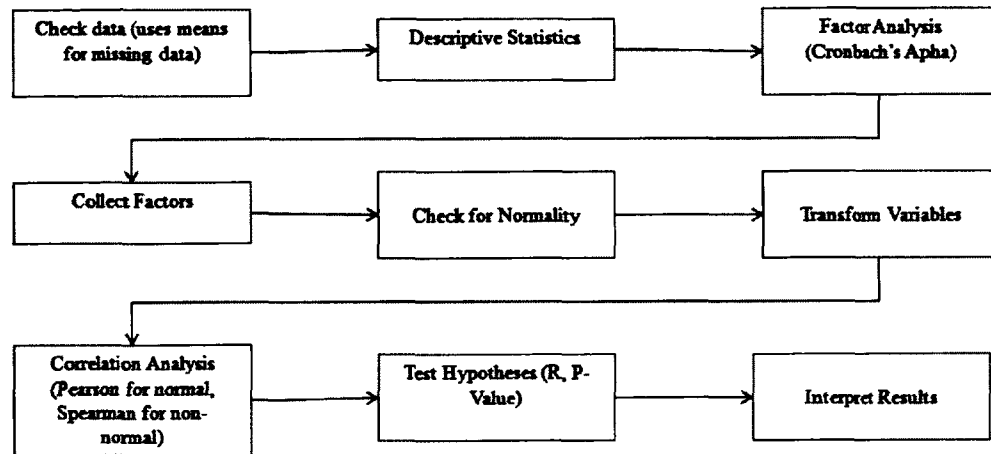 Check data (uses means
for missing data)
Descriptive Statistics
Factor Analysis
(Cronbach's Apha)
Collect Factors
Check for Normality
Transform Variables
Correlation Analysis
(Pearson for normal,
Spearman for non-
normal)
Test Hypotheses (R, P-
Value)
Interpret Results